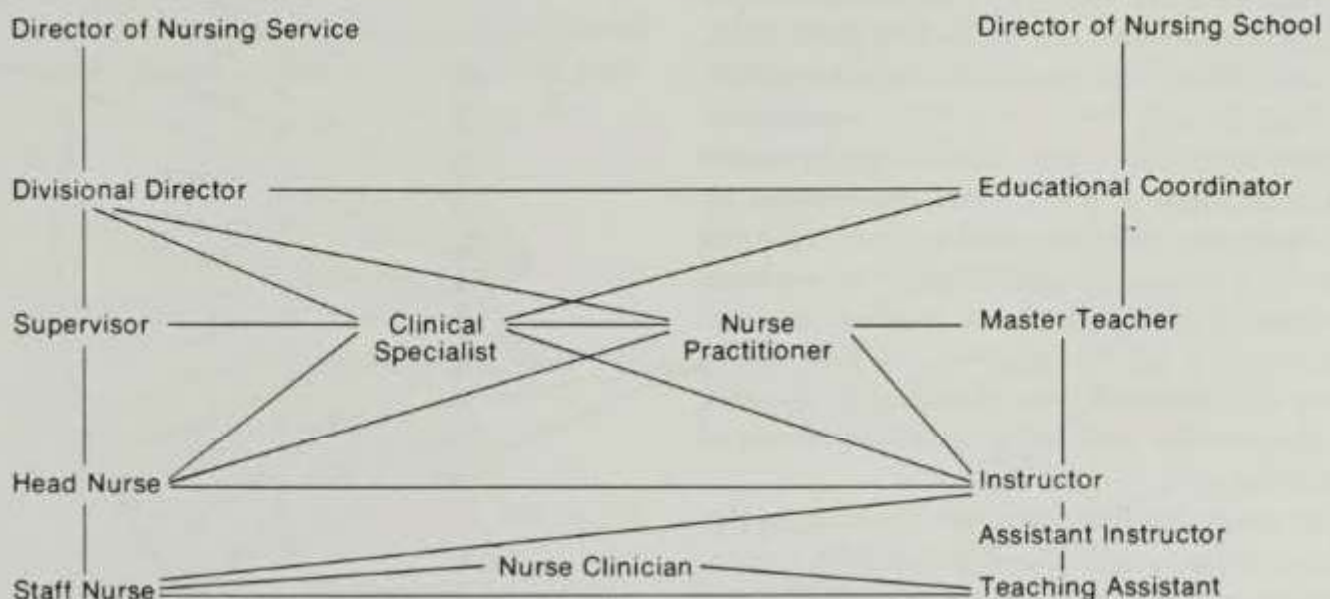 Director of Nursing Service
Director of Nursing School
Divisional Director
Educational Coordinator
Supervisor
Clinical
Specialist
Nurse
Practitioner
Master Teacher
Head Nurse
Instructor
Assistant Instructor
Nurse Clinician
Staff Nurse
Teaching Assistant